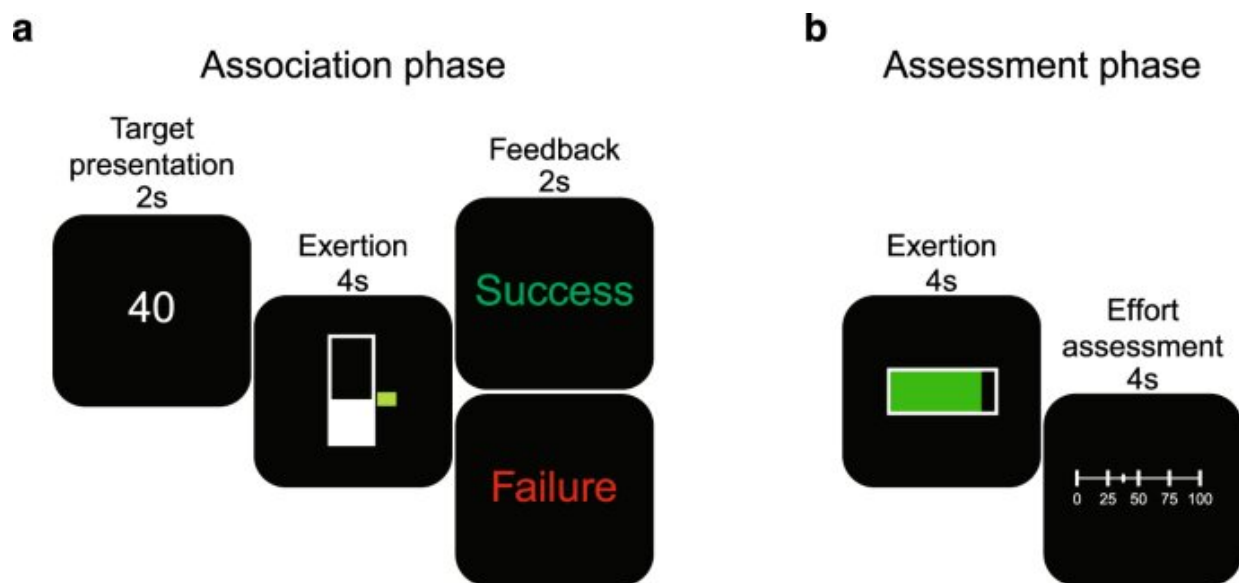 a
Association phase
Target
presentation
2s
40
Exertion
4s
Feedback
2s
Success
Failure
b
Assessment phase
Exertion
4s
Effort
assessment
4s
0 25 50 75 100